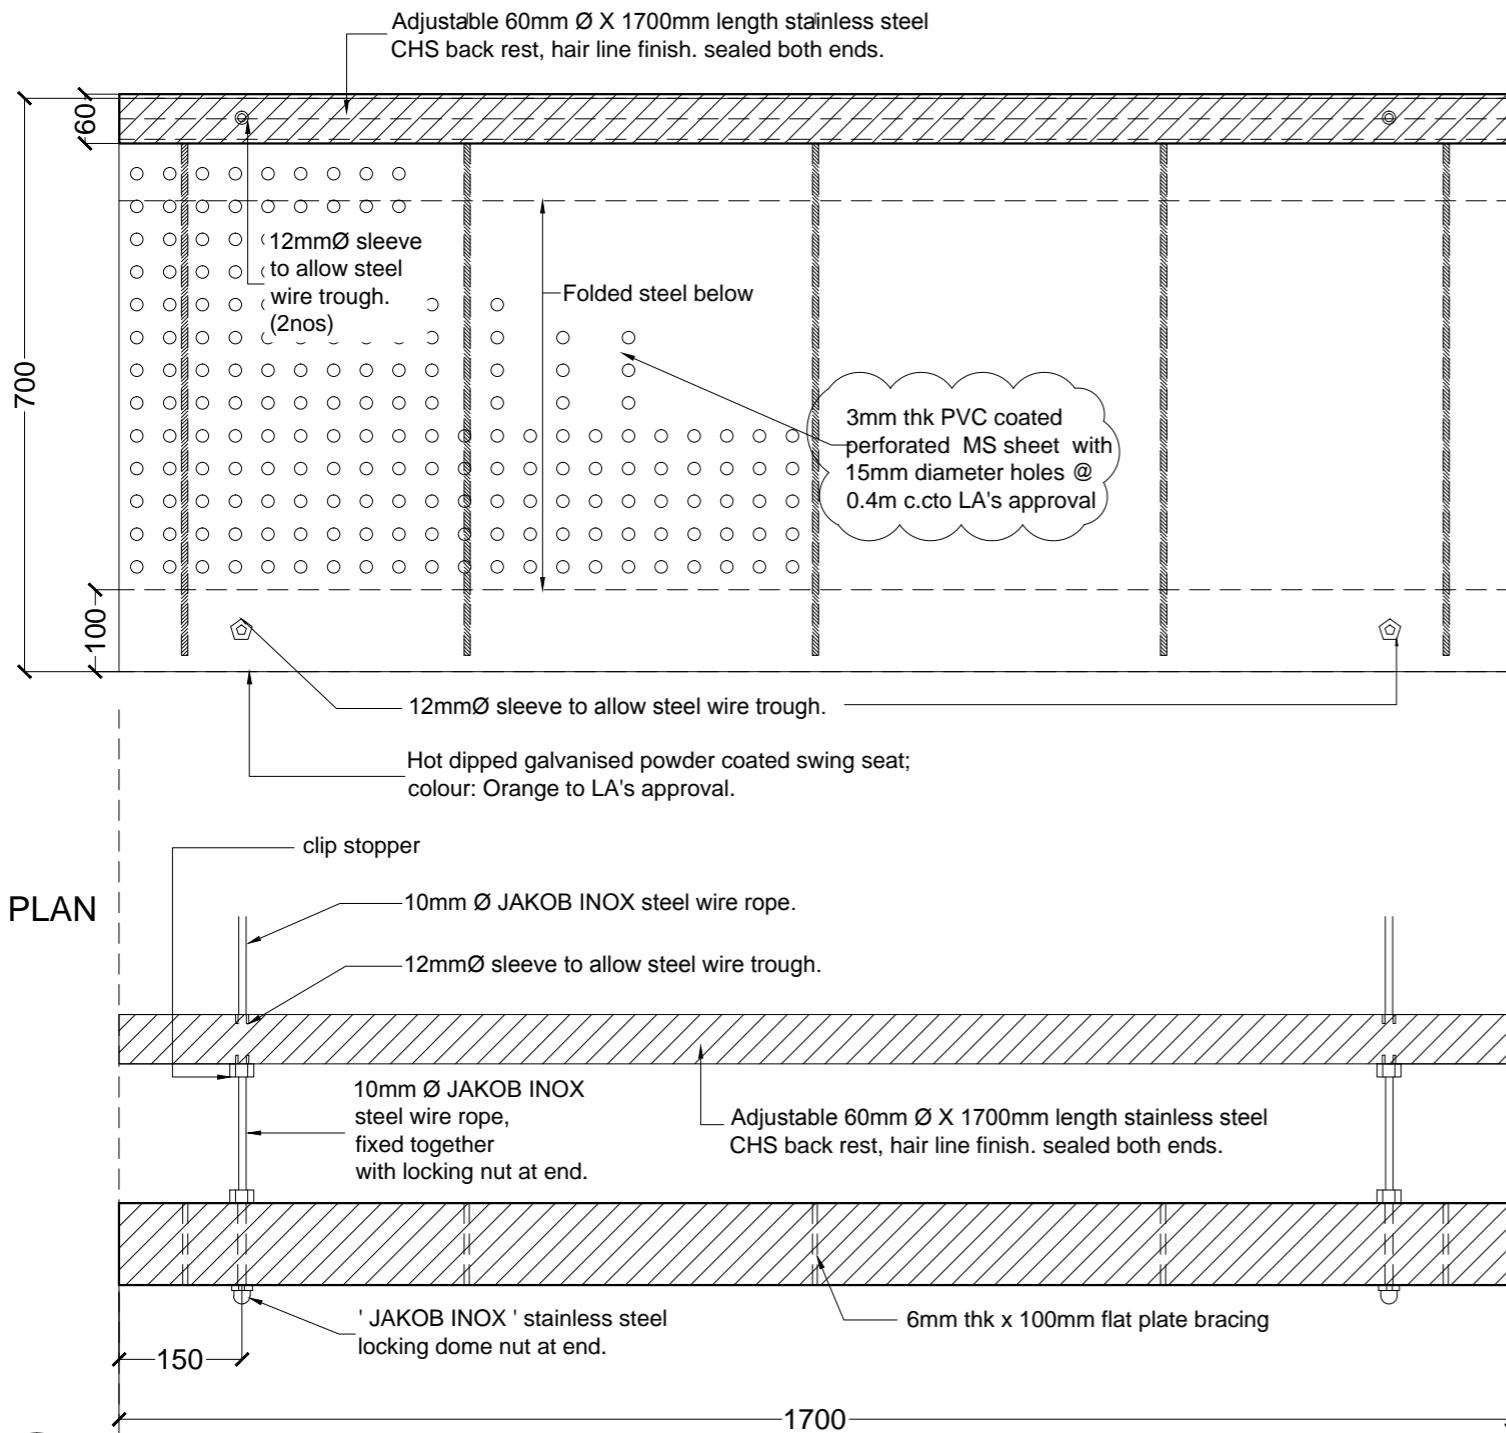 Adjustable 60mm Ø X 1700mm length stainless steel
CHS back rest, hair line finish. sealed both ends.
60
700
12mmØ sleeve
to allow steel
wire trough.
(2nos)
Folded steel below
3mm thk PVC coated
perforated MS sheet with
15mm diameter holes @
0.4m c.cto LA's approval
100
12mmØ sleeve to allow steel wire trough.
Hot dipped galvanised powder coated swing seat;
colour: Orange to LA's approval.
clip stopper
PLAN
10mm Ø JAKOB INOX steel wire rope.
12mmØ sleeve to allow steel wire trough.
10mm Ø JAKOB INOX
steel wire rope,
fixed together
with locking nut at end.
Adjustable 60mm Ø X 1700mm length stainless steel
CHS back rest, hair line finish. sealed both ends.
' JAKOB INOX ' stainless steel
locking dome nut at end.
6mm thk x 100mm flat plate bracing
150
1700